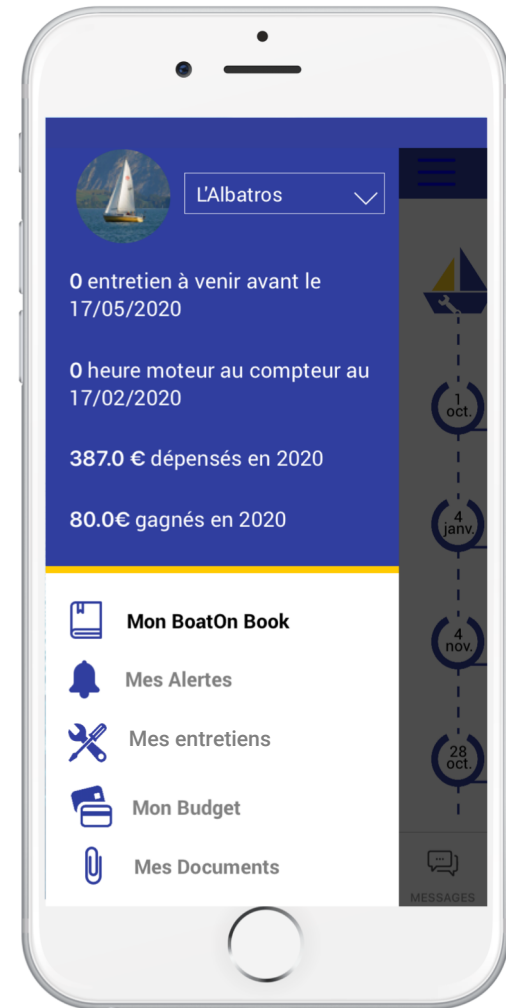 L'Albatros
0 entretien à venir avant le
17/05/2020
0 heure moteur au compteur au
17/02/2020
387.0 € dépensés en 2020
80.0€ gagnés en 2020
Mon BoatOn Book
Mes Alertes
Mes entretiens
Mon Budget
Mes Documents
1
oct.
4
janv.
4
nov.
28
oct.
MESSAGES